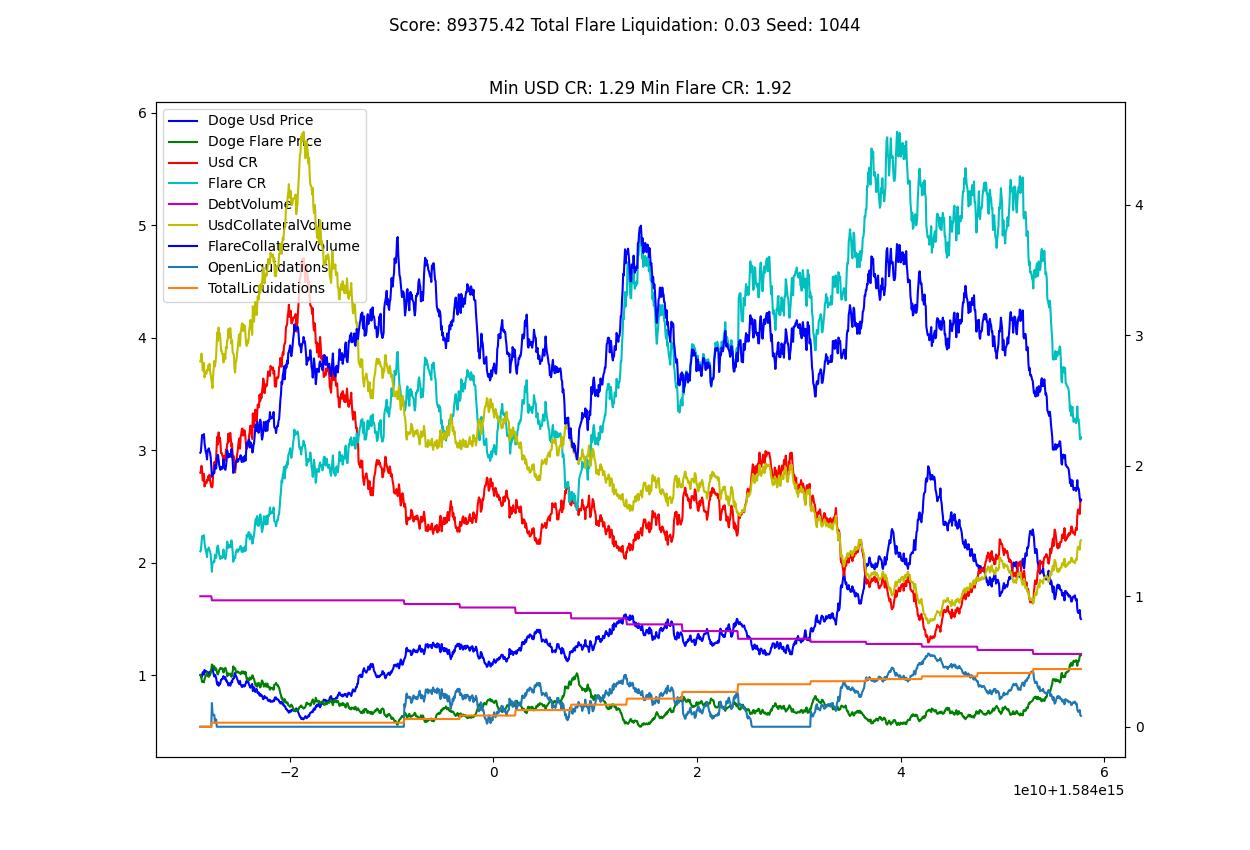 Score: 89375.42 Total Flare Liquidation: 0.03 Seed: 1044
Min USD CR: 1.29 Min Flare CR: 1.92
6
5
4
3
2
1
Doge Usd Price
Doge Flare Price
Usd CR
Flare CR
DebtVolume
UsdCollateralVolume
FlareCollateralVolume
OpenLiquidations
TotalLiquidations
4
3
2
1
0
−2
0
2
4
6
1e10+1.584e15